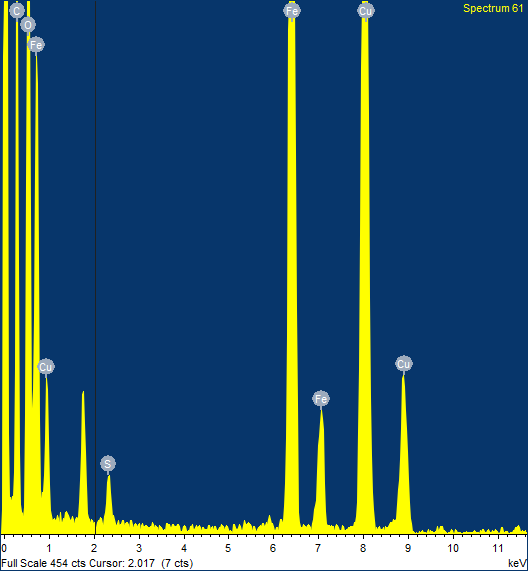 Spectrum 61
C
O
Fe
Fe
Cu
Cu
Cu
Fe
S
0 1 2 3 4 5 6 7 8 9 10 11
Full Scale 454 cts Cursor: 2.017 (7 cts) keV